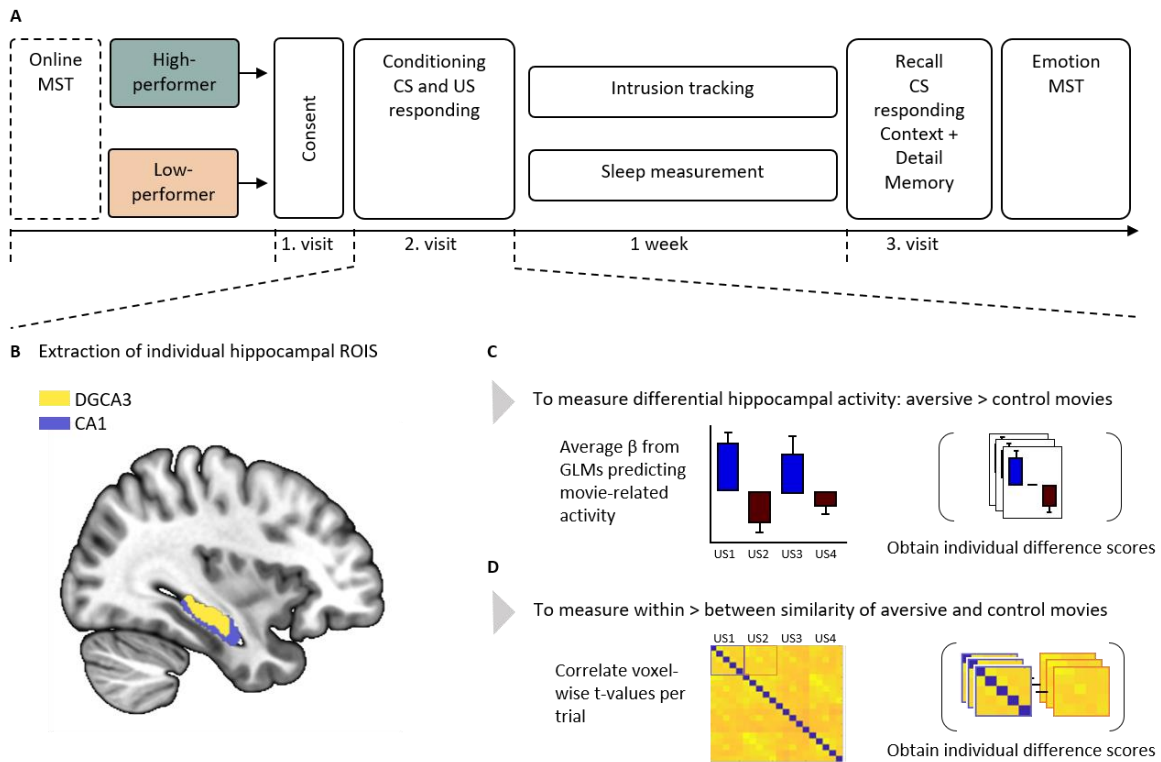 A
Online
MST
High-
performer
Low-
performer
Consent
Conditioning
CS and US
responding
Intrusion tracking
Sleep measurement
Recall
CS
responding
Context +
Detail
Memory
Emotion
MST
1. visit
2. visit
1 week
3. visit
B Extraction of individual hippocampal ROIS
DGCA3
CA1
C
To measure differential hippocampal activity: aversive > control movies
Average β from
GLMs predicting
movie-related
activity
US1 US2 US3 US4
Obtain individual difference scores
D
To measure within > between similarity of aversive and control movies
US1 US2 US3 US4
Correlate voxel-
wise t-values per
trial
Obtain individual difference scores